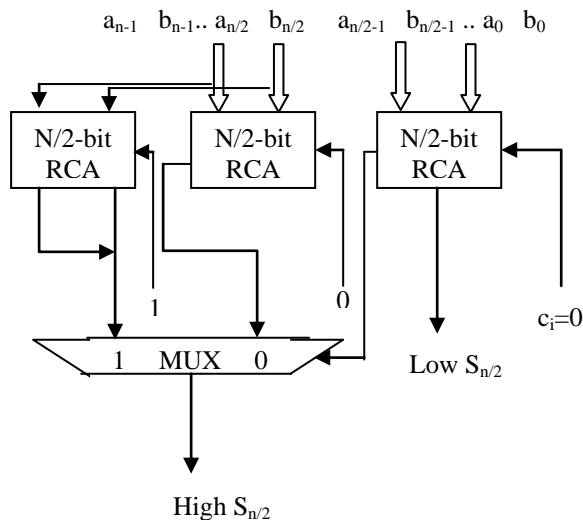 aₙ₋₁ bₙ₋₁.. aₙ/₂ bₙ/₂ aₙ/₂₋₁ bₙ/₂₋₁ .. a₀ b₀
N/2-bit
RCA
N/2-bit
RCA
N/2-bit
RCA
1
0
cᵢ=0
1 MUX 0
Low Sₙ/₂
High Sₙ/₂